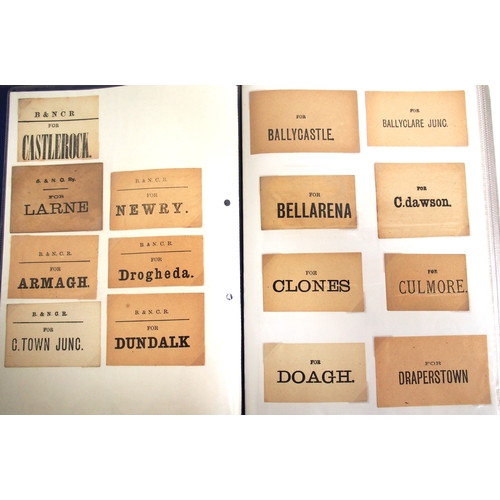 B & N C R
FOR
CASTLEROCK.
B. & N. C. Ry.
FOR
LARNE
B. & N. C. R.
FOR
NEWRY.
B. & N. C. R.
FOR
ARMAGH.
B. & N. C. R.
FOR
Drogheda.
B. & N. C. R.
FOR
C. TOWN JUNC.
B. & N. C. R.
FOR
DUNDALK
FOR
BALLYCASTLE.
FOR
BALLYCLARE JUNC.
FOR
BELLARENA
FOR
C.dawson.
FOR
CLONES
FOR
CULMORE.
FOR
DOAGH.
FOR
DRAPERSTOWN